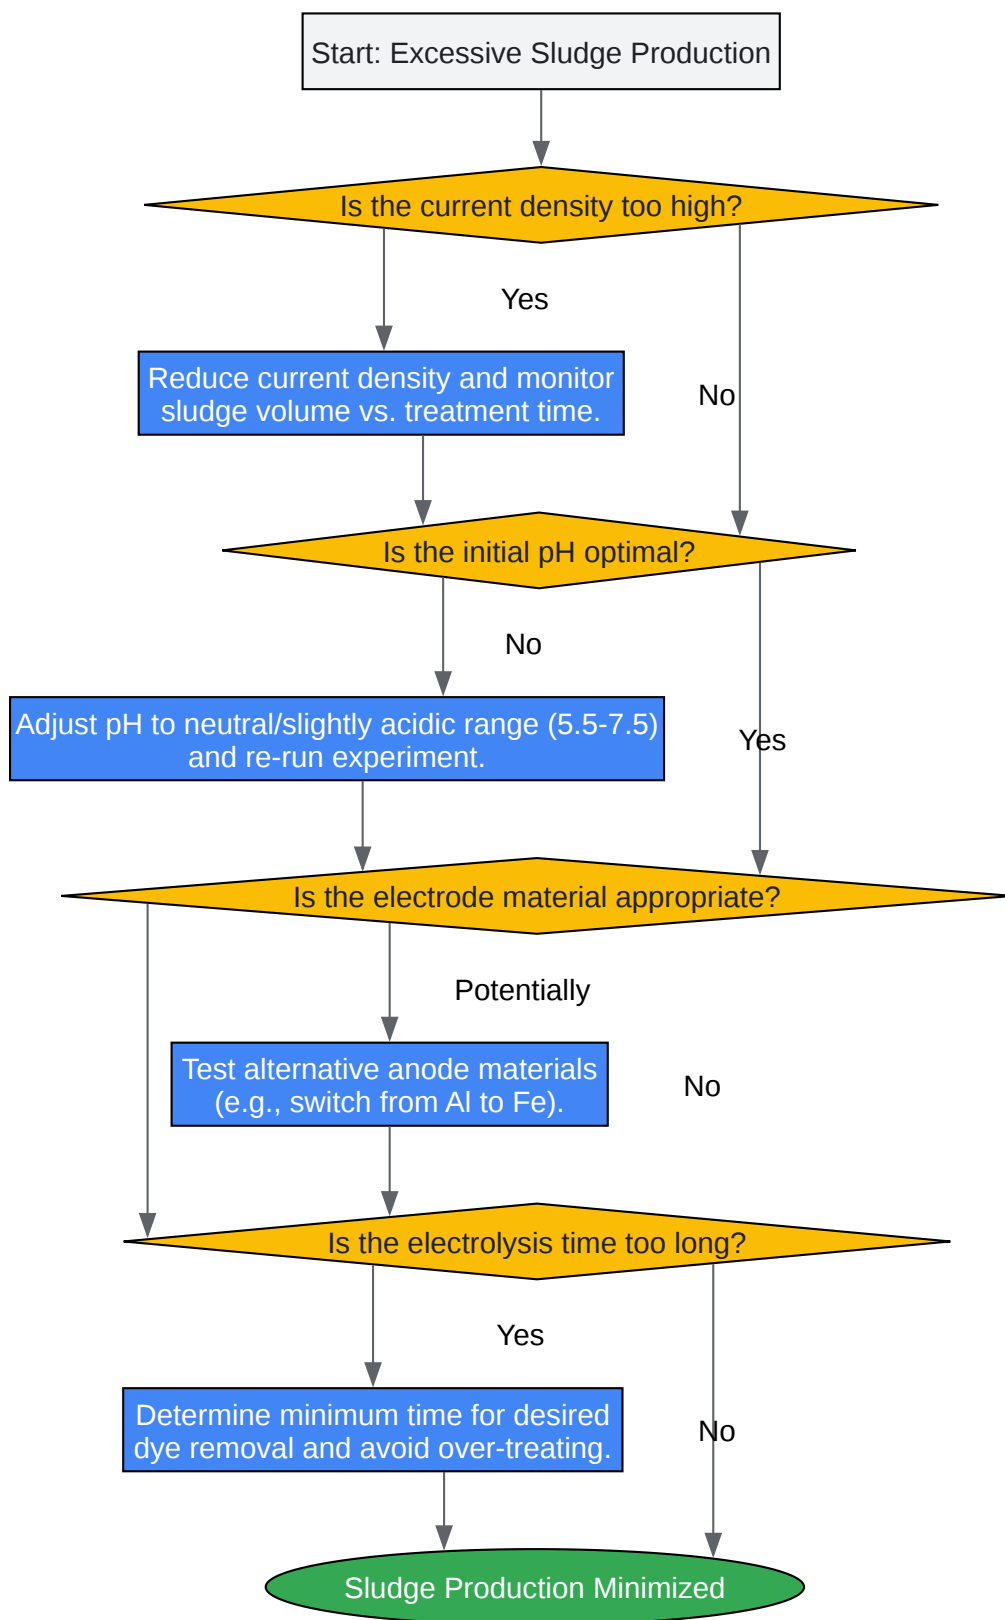 Start: Excessive Sludge Production
Is the current density too high?
Yes
Reduce current density and monitor
sludge volume vs. treatment time.
No
Is the initial pH optimal?
No
Adjust pH to neutral/slightly acidic range (5.5-7.5)
and re-run experiment.
Yes
Is the electrode material appropriate?
Potentially
Test alternative anode materials
(e.g., switch from Al to Fe).
No
Is the electrolysis time too long?
Yes
Determine minimum time for desired
dye removal and avoid over-treating.
No
Sludge Production Minimized